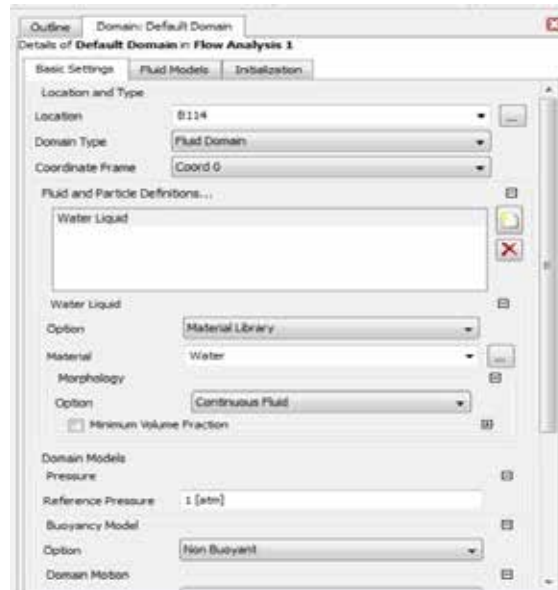 Outline Domain: Default Domain
Details of Default Domain in Flow Analysis 1
Basic Settings Fluid Models Initialization
Location and Type
Location B114 ...
Domain Type Fluid Domain
Coordinate Frame Coord 0
Fluid and Particle Definitions...
Water Liquid
Water Liquid
Option Material Library
Material Water ...
Morphology
Option Continuous Fluid
Minimum Volume Fraction
Domain Models
Pressure
Reference Pressure 1 [atm]
Buoyancy Model
Option Non Buoyant
Domain Motion